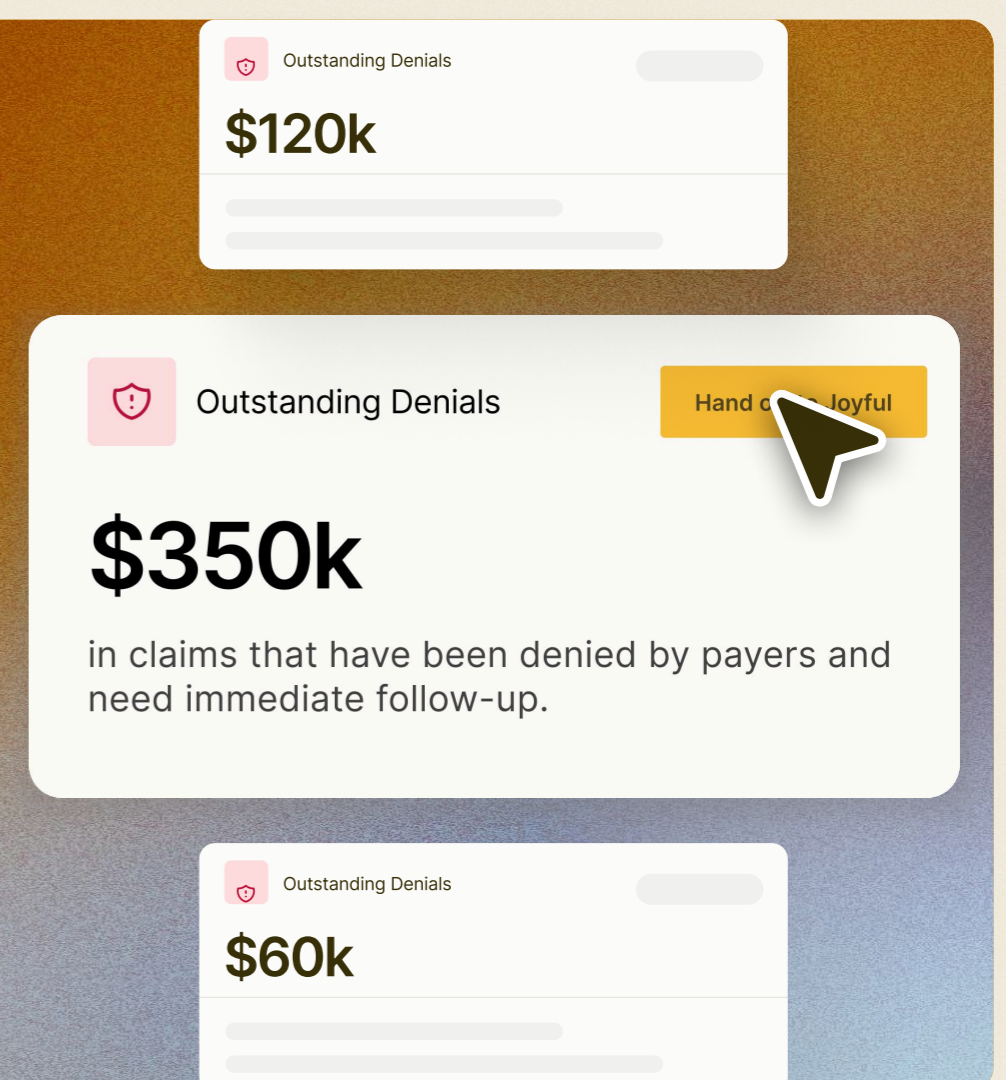 Outstanding Denials
$120k
Outstanding Denials
Hand Joyful
$350k
in claims that have been denied by payers and
need immediate follow-up.
Outstanding Denials
$60k